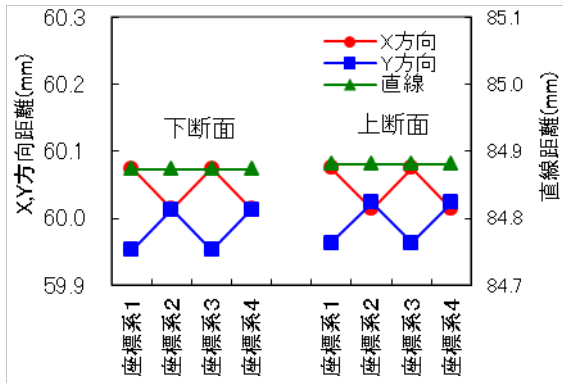 60.3
60.2
60.1
60.0
59.9
X,Y方向距離(mm)
85.1
85.0
84.9
84.8
84.7
直線距離(mm)
X方向
Y方向
直線
下断面
上断面
座標系1
座標系2
座標系3
座標系4
座標系1
座標系2
座標系3
座標系4